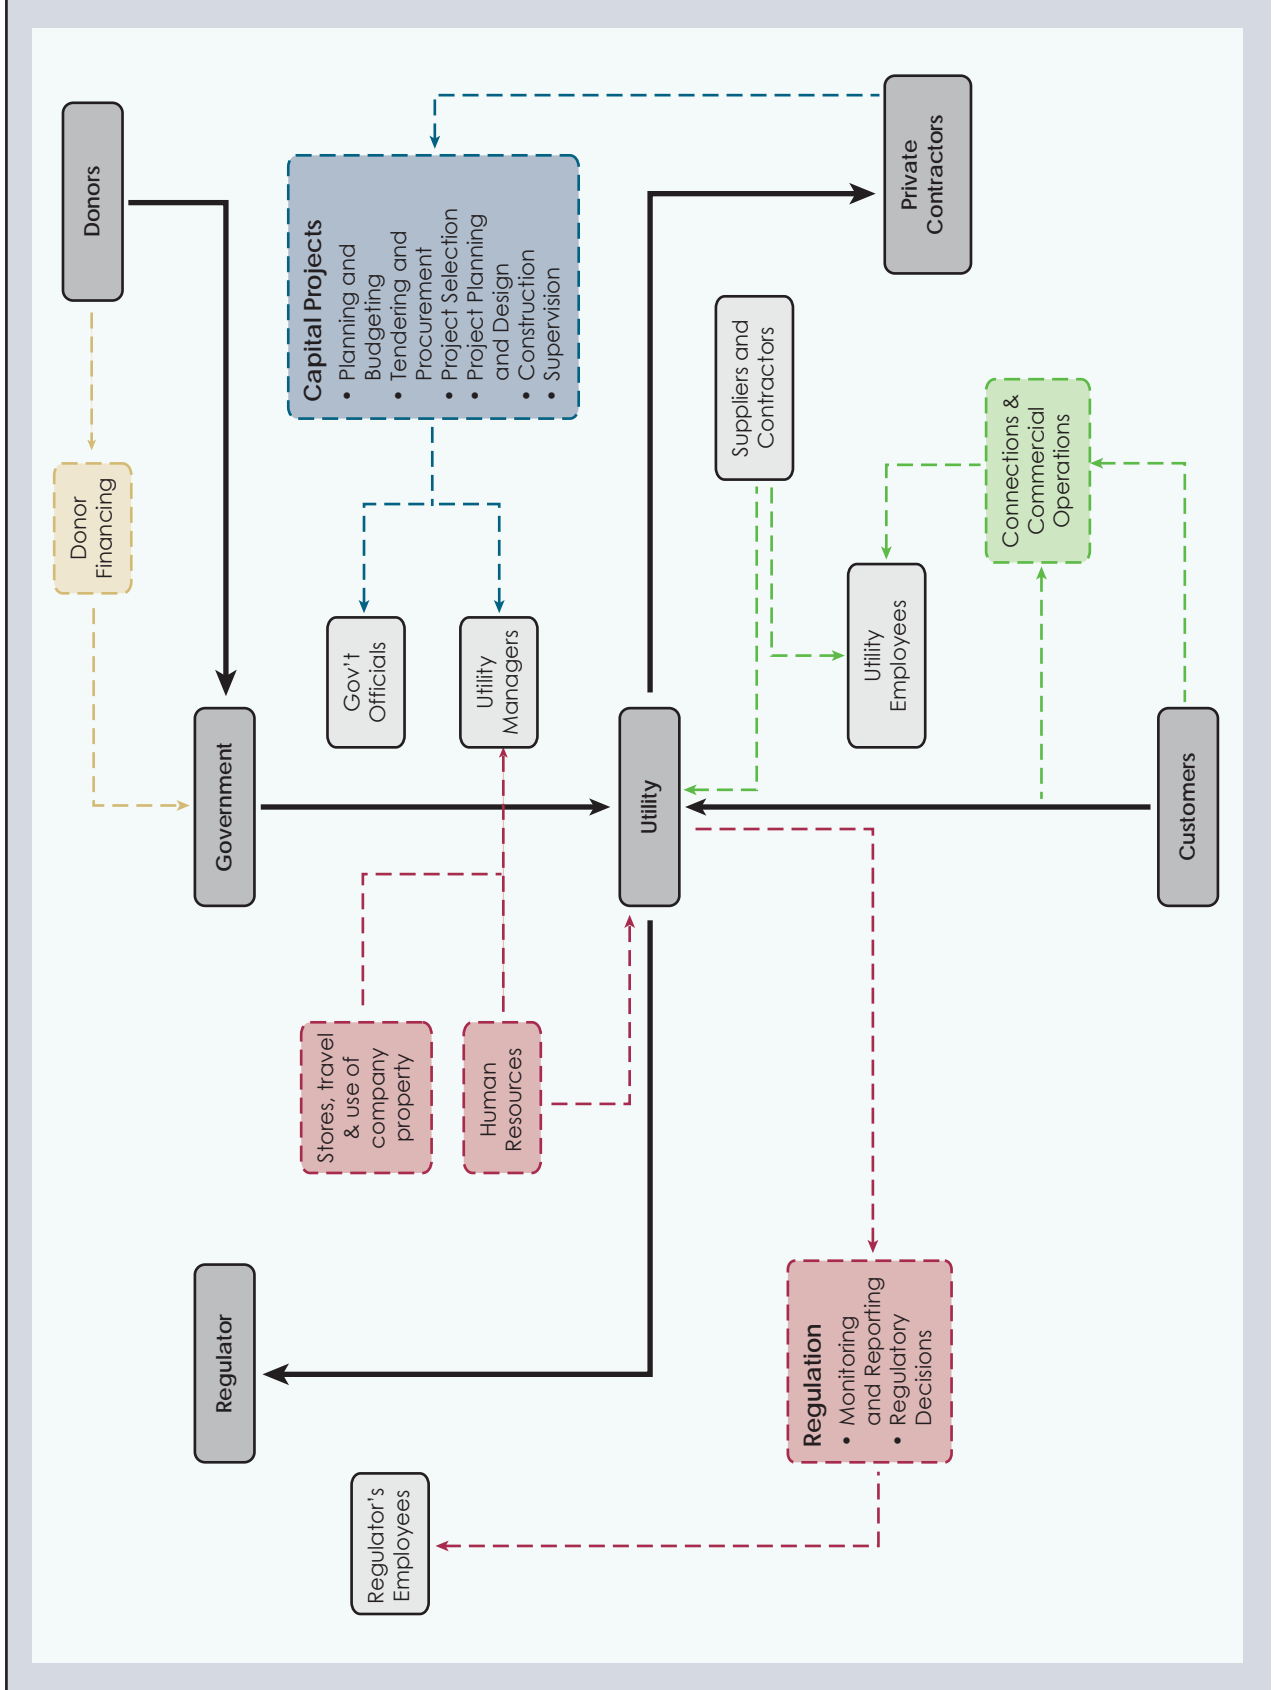 Donors
Donor
Financing
Government
Regulator
Capital Projects
• Planning and
Budgeting
• Tendering and
Procurement
• Project Selection
• Project Planning
and Design
• Construction
• Supervision
Gov't
Officials
Utility
Managers
Stores, travel
& use of
company
property
Human
Resources
Regulator's
Employees
Utility
Private
Contractors
Suppliers and
Contractors
Utility
Employees
Connections &
Commercial
Operations
Regulation
• Monitoring
and Reporting
• Regulatory
Decisions
Customers